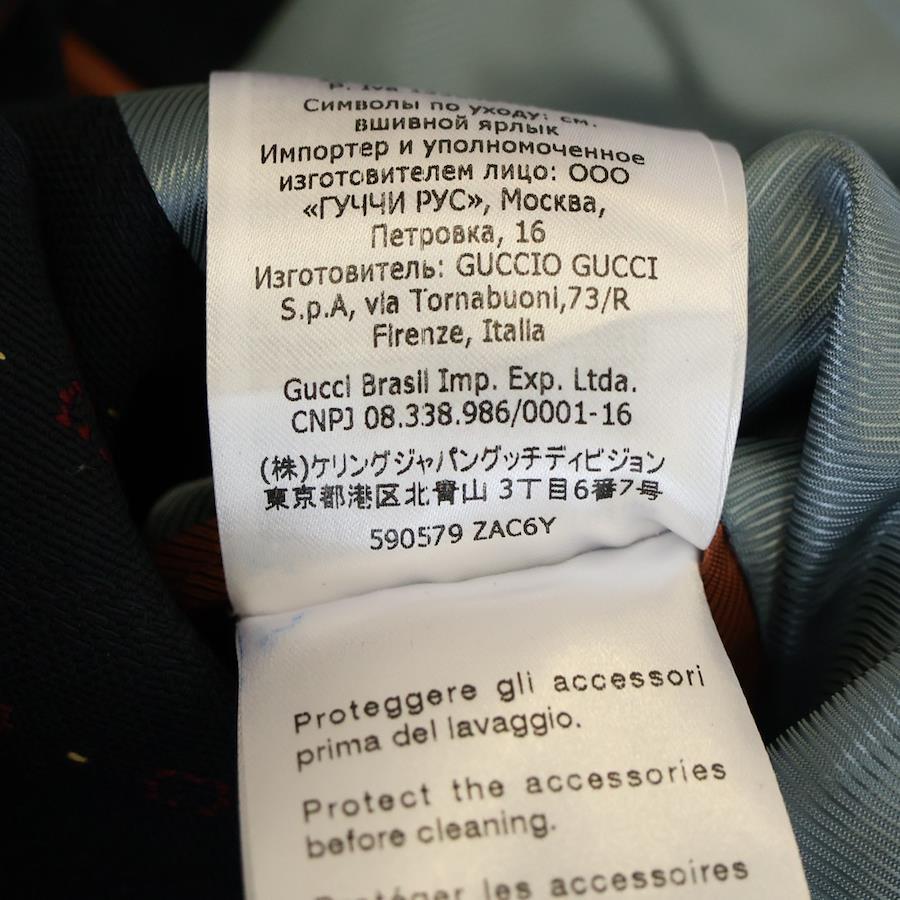 Символы по уходу: см.
вшивной ярлык
Импортер и уполномоченное
изготовителем лицо: ООО
«ГУЧЧИ РУС», Москва,
Петровка, 16
Изготовитель: GUCCIO GUCCI
S.p.A, via Tornabuoni,73/R
Firenze, Italia
Gucci Brasil Imp. Exp. Ltda.
CNPJ 08.338.986/0001-16
(株)ケリングジャパングッチディビジョン
東京都港区北青山 3丁目6番7号
590579 ZAC6Y
Proteggere gli accessori
prima del lavaggio.
Protect the accessories
before cleaning.
Protéger les accessoires